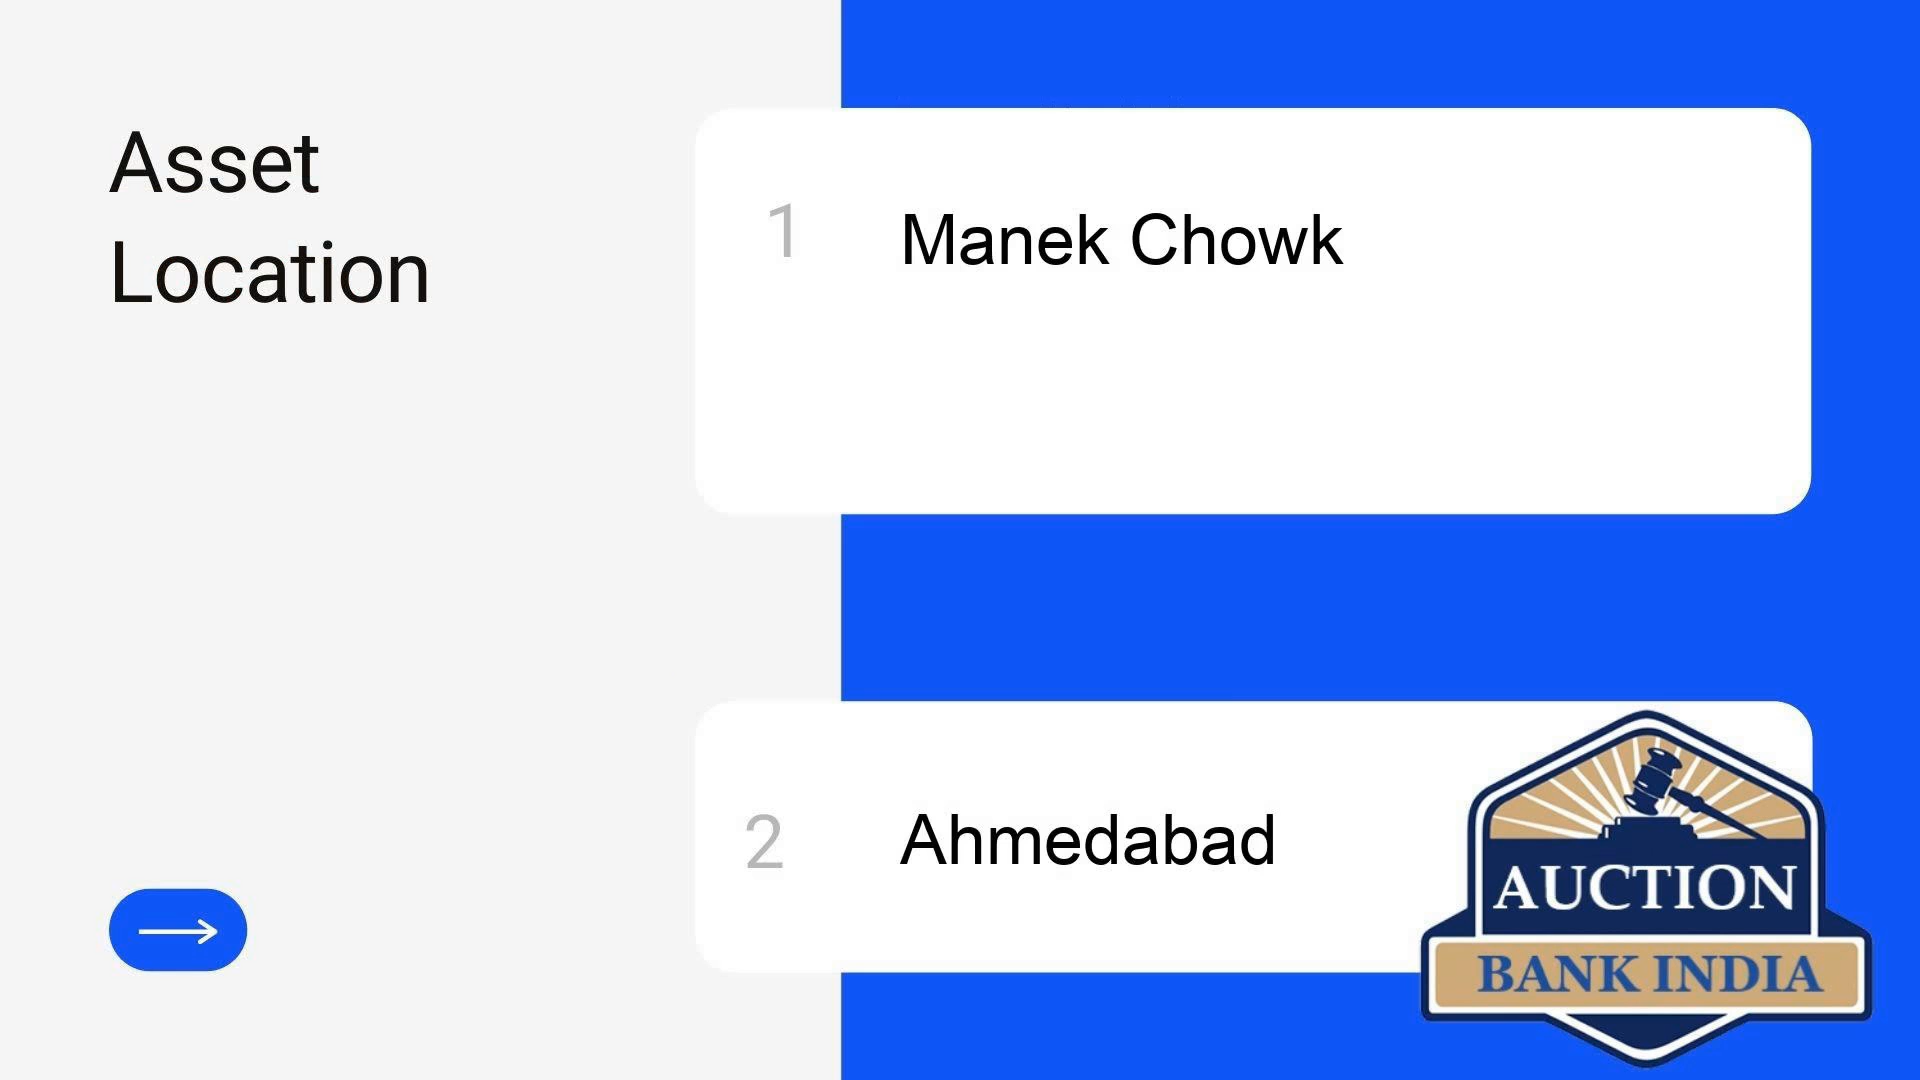 Asset
Location
1
Manek Chowk
2
Ahmedabad
AUCTION
BANK INDIA